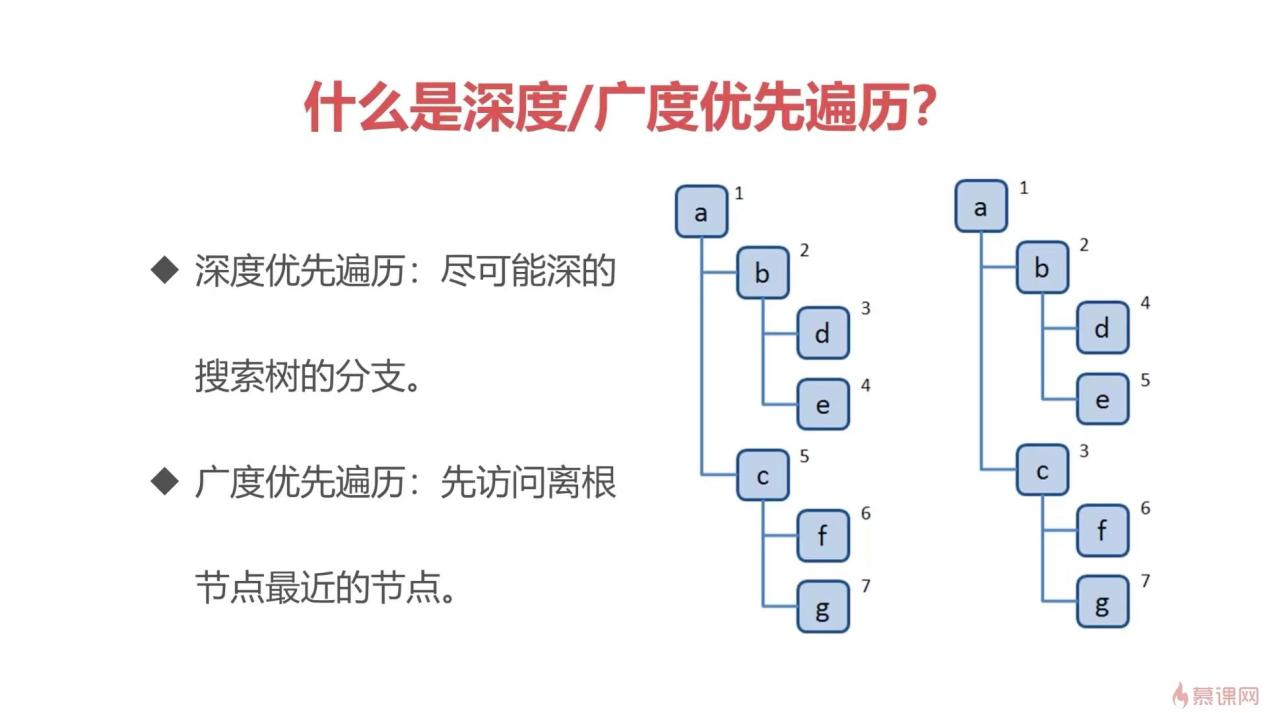 什么是深度/广度优先遍历?
◆ 深度优先遍历：尽可能深的
搜索树的分支。
◆ 广度优先遍历：先访问离根
节点最近的节点。
a 1
b 2
d 3
e 4
c 5
f 6
g 7
a 1
b 2
d 4
e 5
c 3
f 6
g 7
慕课网